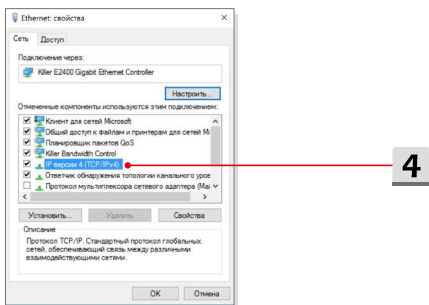 Ethernet: свойства
Сеть Доступ
Подключение через:
Killer E2400 Gigabit Ethernet Controller
Настроить...
Отмеченные компоненты используются этим подключением:
Клиент для сетей Microsoft
Общий доступ к файлам и принтерам для сетей Mi
Планировщик пакетов QoS
Killer Bandwidth Control
IP версии 4 (TCP/IPv4)
4
Ответчик обнаружения топологии канального уров
Протокол мультиплексора сетевого адаптера (Май
Установить... Удалить Свойства
Описание
Протокол TCP/IP. Стандартный протокол глобальных
сетей, обеспечивающий связь между различными
взаимодействующими сетями.
OK Отмена